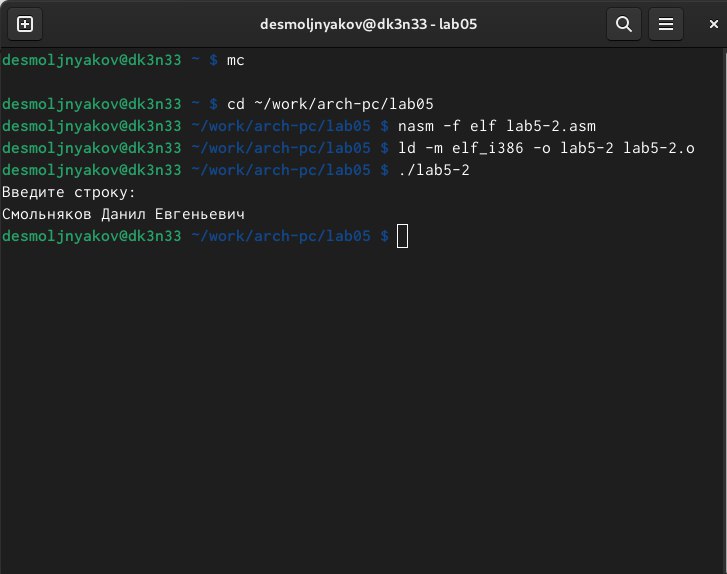 desmoljnyakov@dk3n33 - lab05
desmoljnyakov@dk3n33 ~ $ mc
desmoljnyakov@dk3n33 ~ $ cd ~/work/arch-pc/lab05
desmoljnyakov@dk3n33 ~/work/arch-pc/lab05 $ nasm -f elf lab5-2.asm
desmoljnyakov@dk3n33 ~/work/arch-pc/lab05 $ ld -m elf_i386 -o lab5-2 lab5-2.o
desmoljnyakov@dk3n33 ~/work/arch-pc/lab05 $ ./lab5-2
Введите строку:
Смольняков Данил Евгеньевич
desmoljnyakov@dk3n33 ~/work/arch-pc/lab05 $